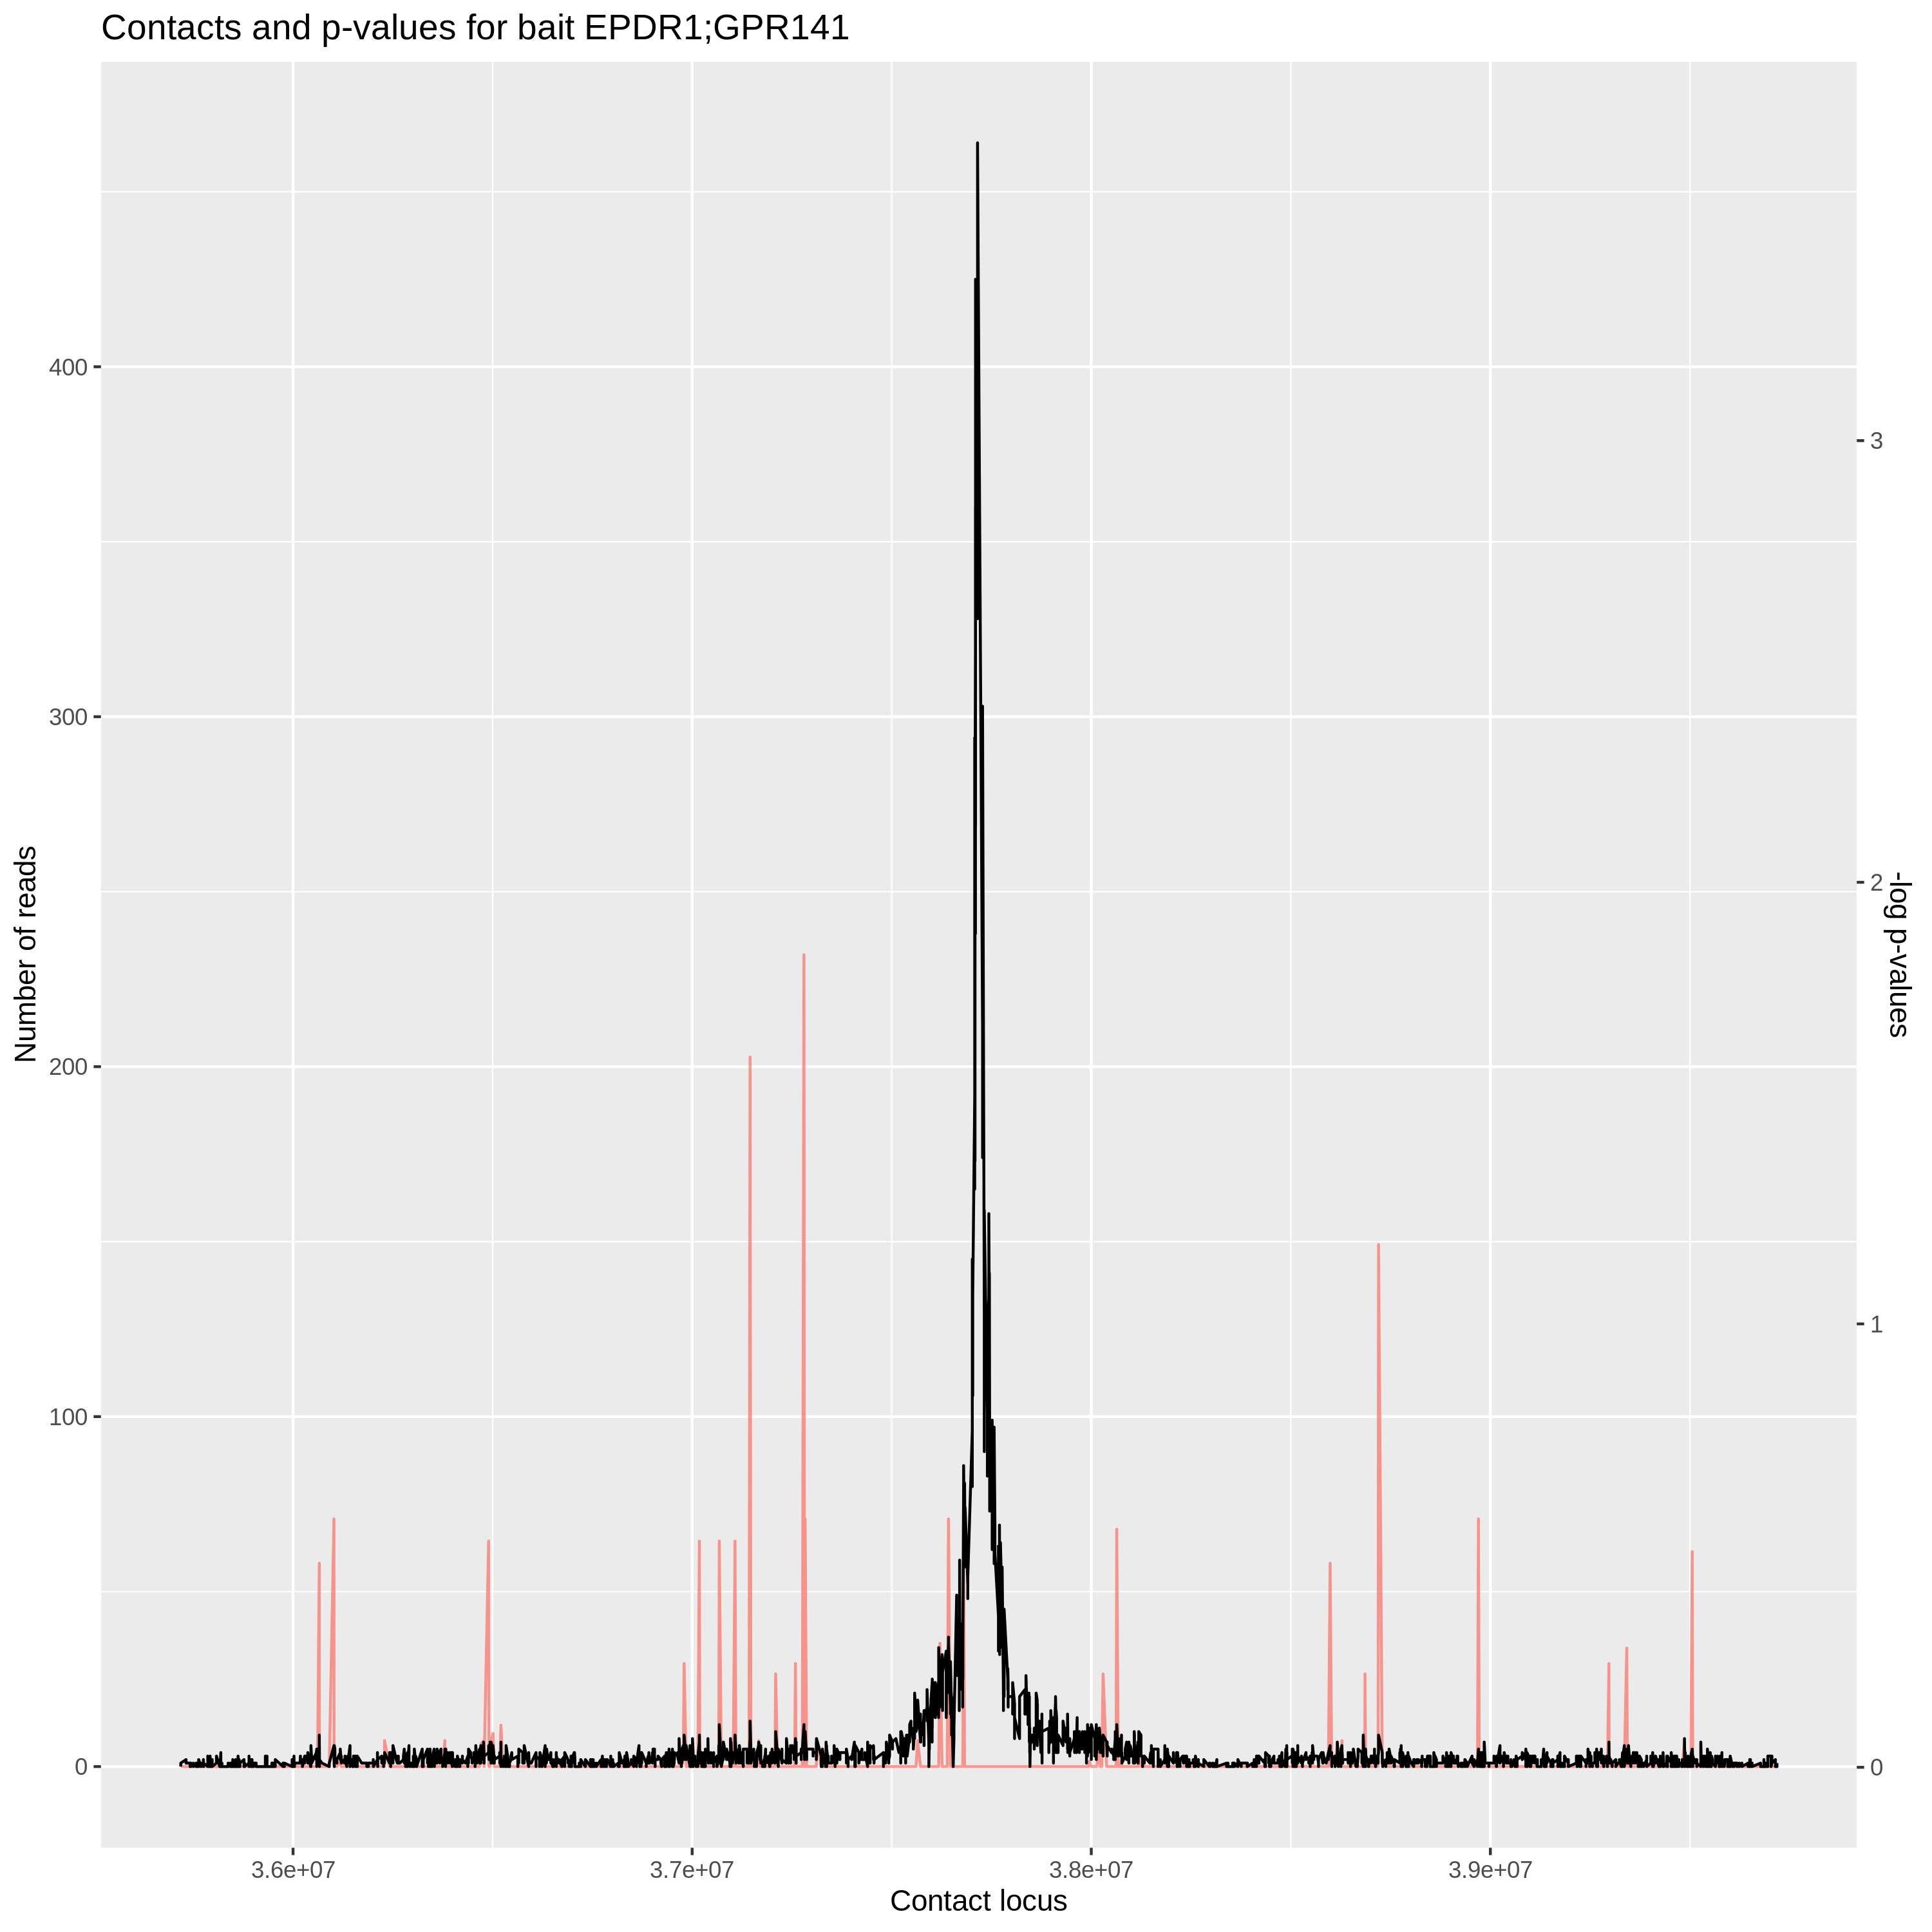 Contacts and p-values for bait EPDR1;GPR141
Number of reads
400
300
200
100
0
3
2
1
0
-log p-values
3.6e+07
3.7e+07
3.8e+07
3.9e+07
Contact locus